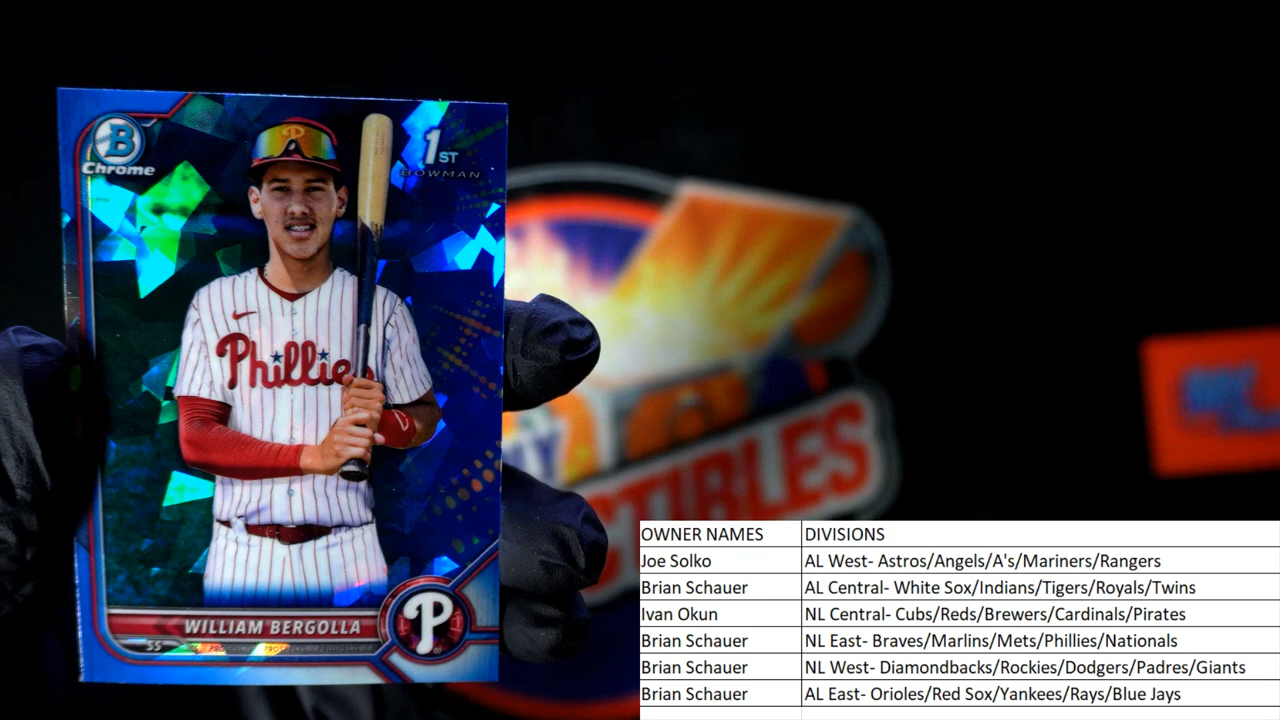 B
Chrome
1ST
BOWMAN
P
Phillie
WILLIAM BERGOLLA
SS
P
CTIBLES
OWNER NAMES DIVISIONS
Joe Solko AL West- Astros/Angels/A's/Mariners/Rangers
Brian Schauer AL Central- White Sox/Indians/Tigers/Royals/Twins
Ivan Okun NL Central- Cubs/Reds/Brewers/Cardinals/Pirates
Brian Schauer NL East- Braves/Marlins/Mets/Phillies/Nationals
Brian Schauer NL West- Diamondbacks/Rockies/Dodgers/Padres/Giants
Brian Schauer AL East- Orioles/Red Sox/Yankees/Rays/Blue Jays